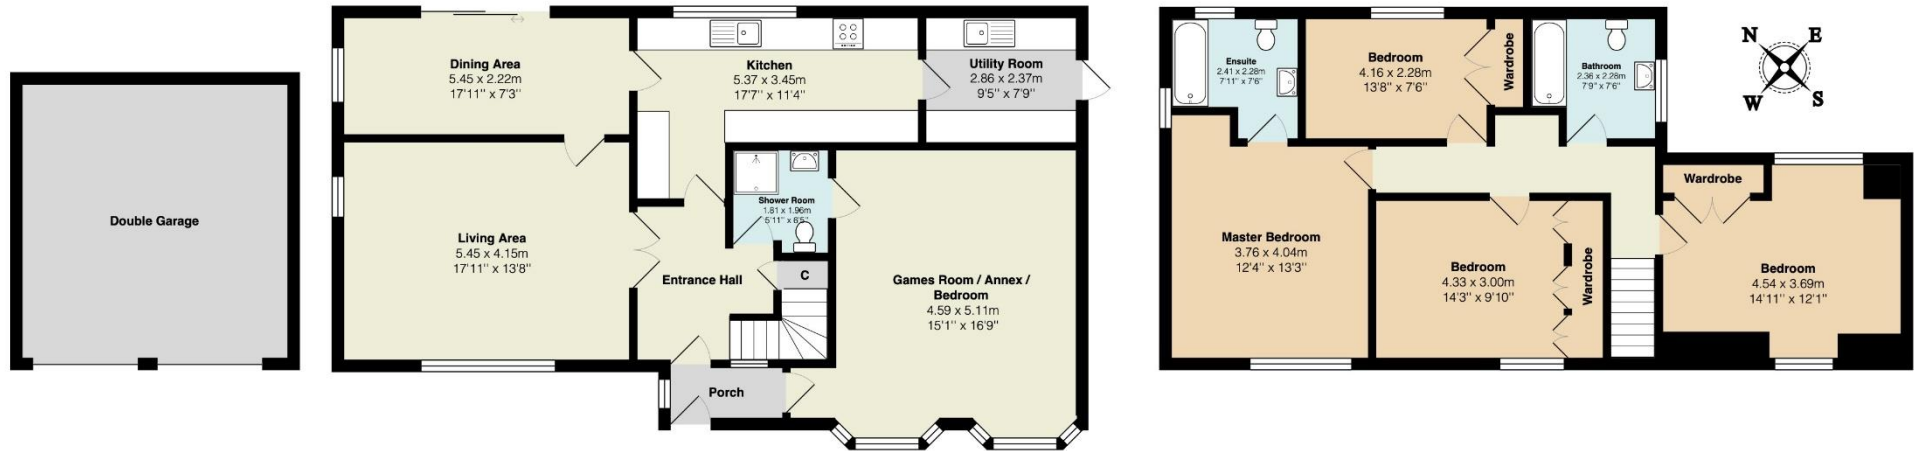 Double Garage
Dining Area
5.45 x 2.22m
17'11" x 7'3"
Kitchen
5.37 x 3.45m
17'7" x 11'4"
Utility Room
2.86 x 2.37m
9'5" x 7'9"
Living Area
5.45 x 4.15m
17'11" x 13'8"
Shower Room
1.81 x 1.96m
5'11" x 6'5"
Entrance Hall
C
Games Room / Annex /
Bedroom
4.59 x 5.11m
15'1" x 16'9"
Porch
Ensuite
2.41 x 2.28m
7'11" x 7'6"
Bedroom
4.16 x 2.28m
13'8" x 7'6"
Wardrobe
Bathroom
2.36 x 2.28m
7'9" x 7'6"
Master Bedroom
3.76 x 4.04m
12'4" x 13'3"
Bedroom
4.33 x 3.00m
14'3" x 9'10"
Wardrobe
Wardrobe
Bedroom
4.54 x 3.69m
14'11" x 12'1"
N E
W S